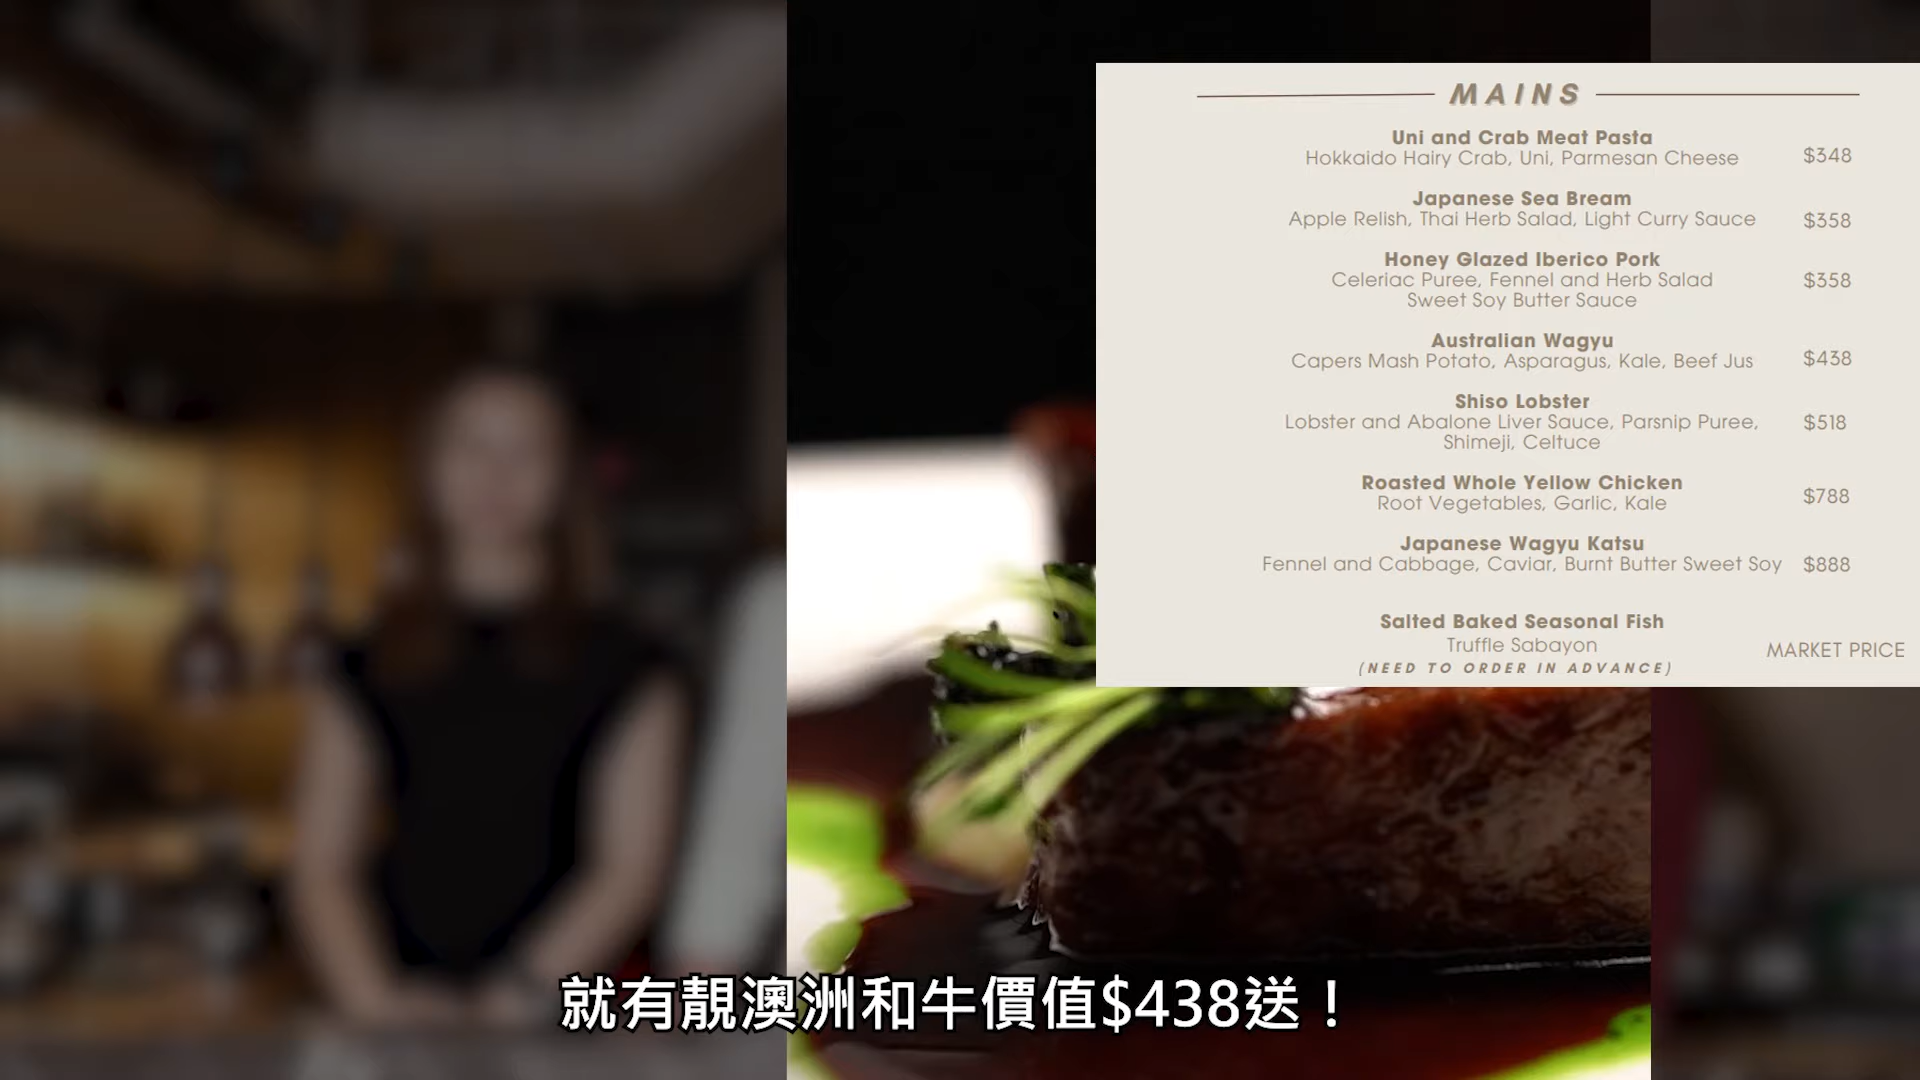 MAINS
Uni and Crab Meat Pasta
Hokkaido Hairy Crab, Uni, Parmesan Cheese
$348
Japanese Sea Bream
Apple Relish, Thai Herb Salad, Light Curry Sauce
$358
Honey Glazed Iberico Pork
Celeriac Puree, Fennel and Herb Salad
Sweet Soy Butter Sauce
$358
Australian Wagyu
Capers Mash Potato, Asparagus, Kale, Beef Jus
$438
Shiso Lobster
Lobster and Abalone Liver Sauce, Parsnip Puree,
Shimeji, Celtuce
$518
Roasted Whole Yellow Chicken
Root Vegetables, Garlic, Kale
$788
Japanese Wagyu Katsu
Fennel and Cabbage, Caviar, Burnt Butter Sweet Soy
$888
Salted Baked Seasonal Fish
Truffle Sabayon
(NEED TO ORDER IN ADVANCE)
MARKET PRICE
就有靚澳洲和牛價值$438送！